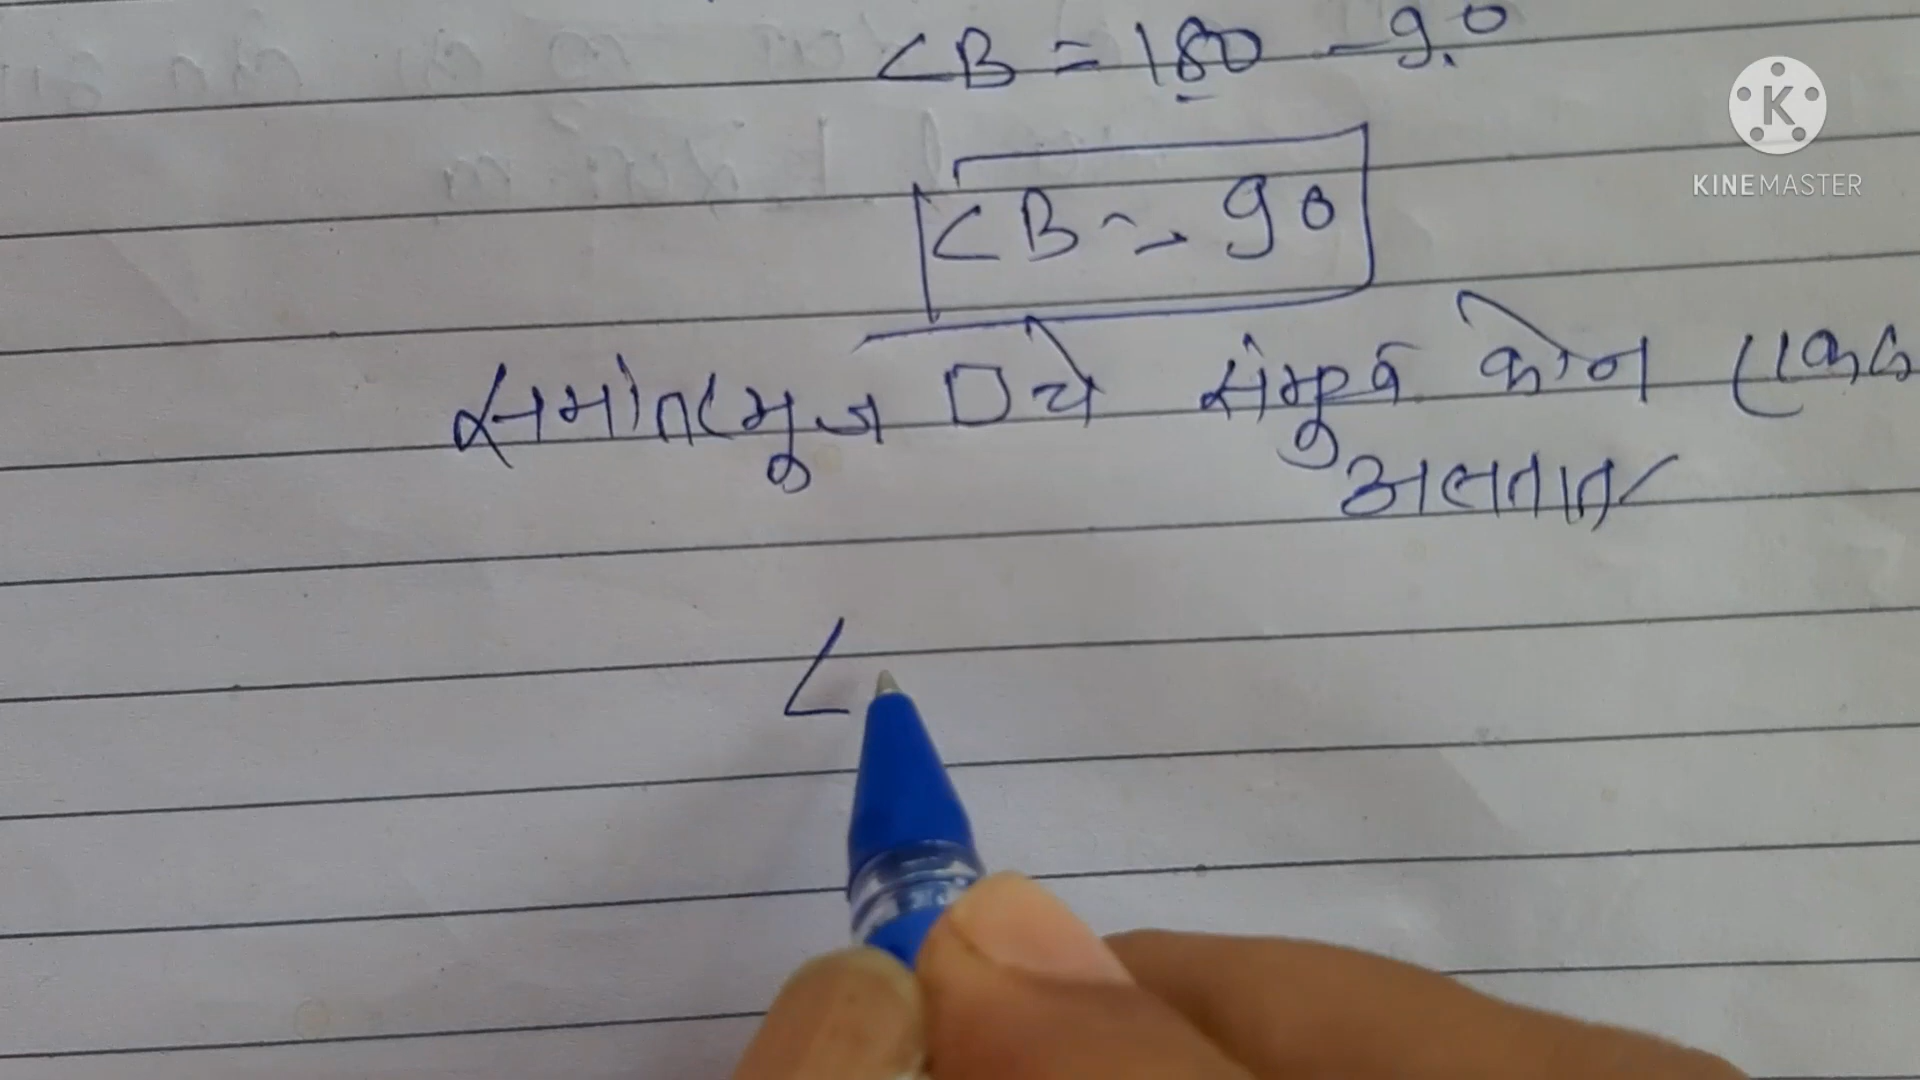 ∠B = 180 - 90
K
KINEMASTER
∠B = 90
समांतरभुज □ चे संमुख कोन एकरूप
असतात
∠